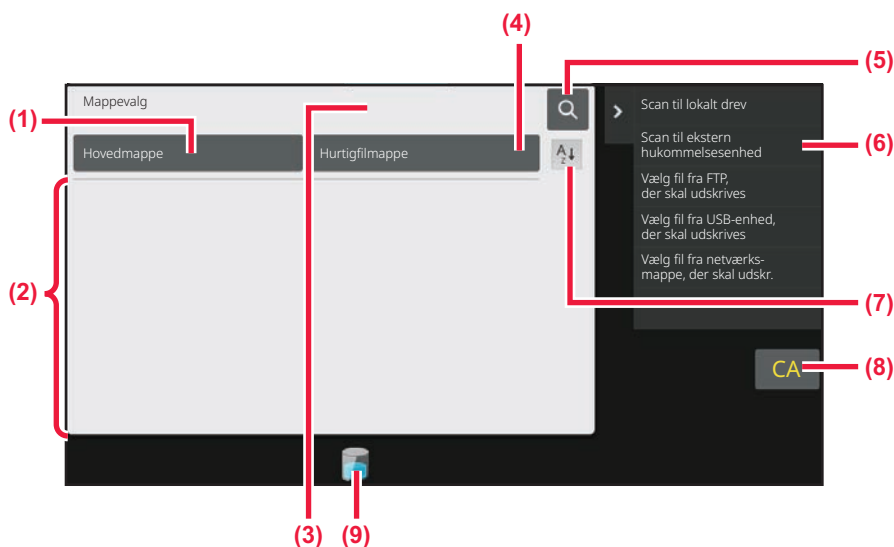 (4)
(5)
Mappevalg
(1)
Hovedmappe
Hurtigfilmappe
A
Z
Scan til lokalt drev
Scan til ekstern
hukommelsesenhed
(6)
Vælg fil fra FTP,
der skal udskrives
Vælg fil fra USB-enhed,
der skal udskrives
Vælg fil fra netværks-
mappe, der skal udskr.
(2)
(7)
CA
(8)
(3)
(9)